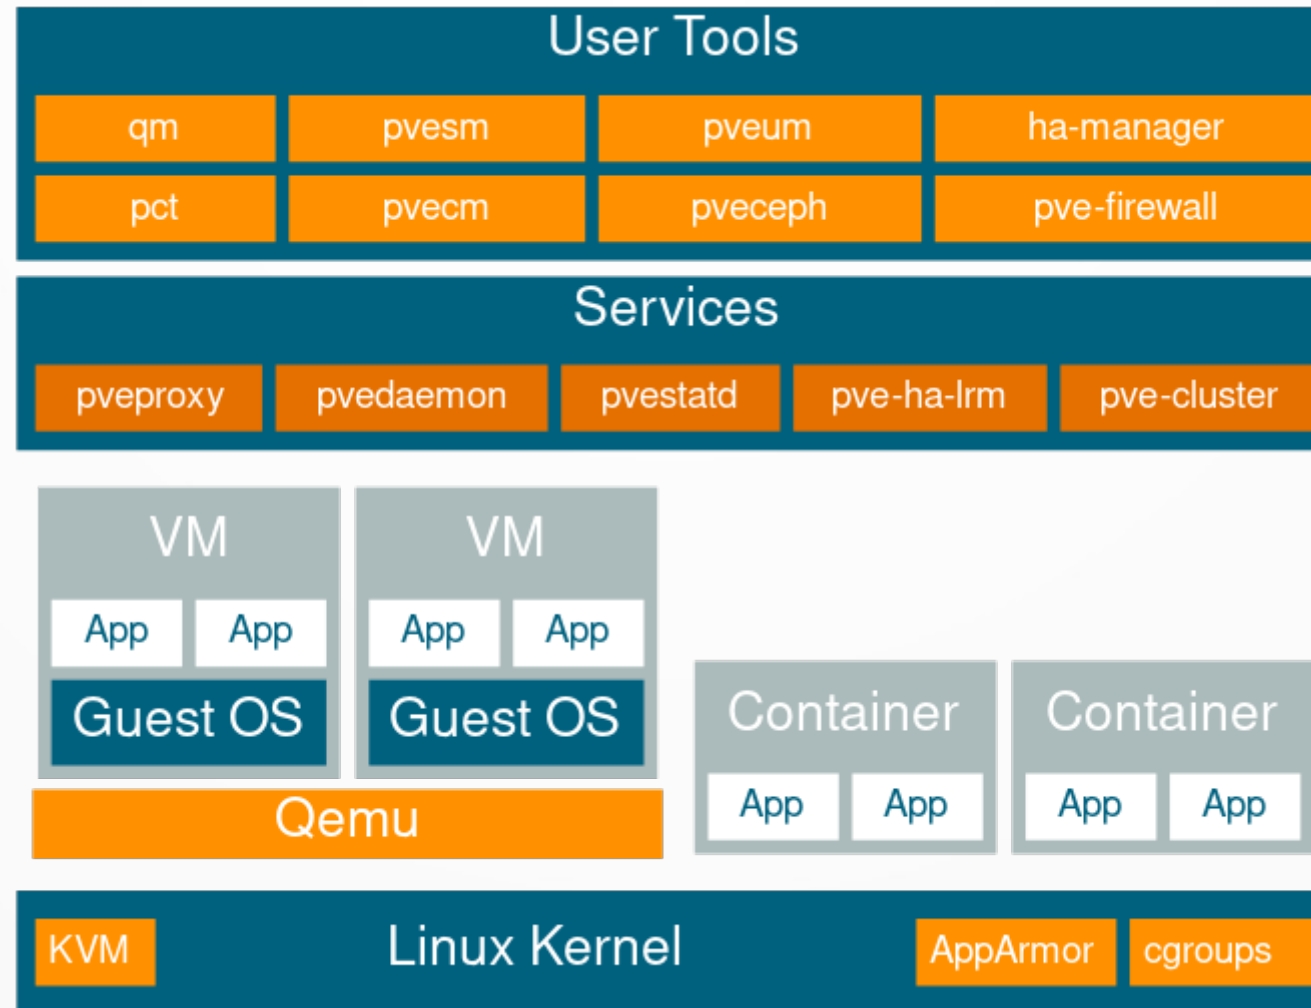 User Tools
qm pvesm pveum ha-manager
pct pvecm pveceph pve-firewall
Services
pveproxy pvedaemon pvestatd pve-ha-lrm pve-cluster
VM VM
App App App App
Guest OS Guest OS
Container Container
App App App App
Qemu
KVM Linux Kernel AppArmor cgroups